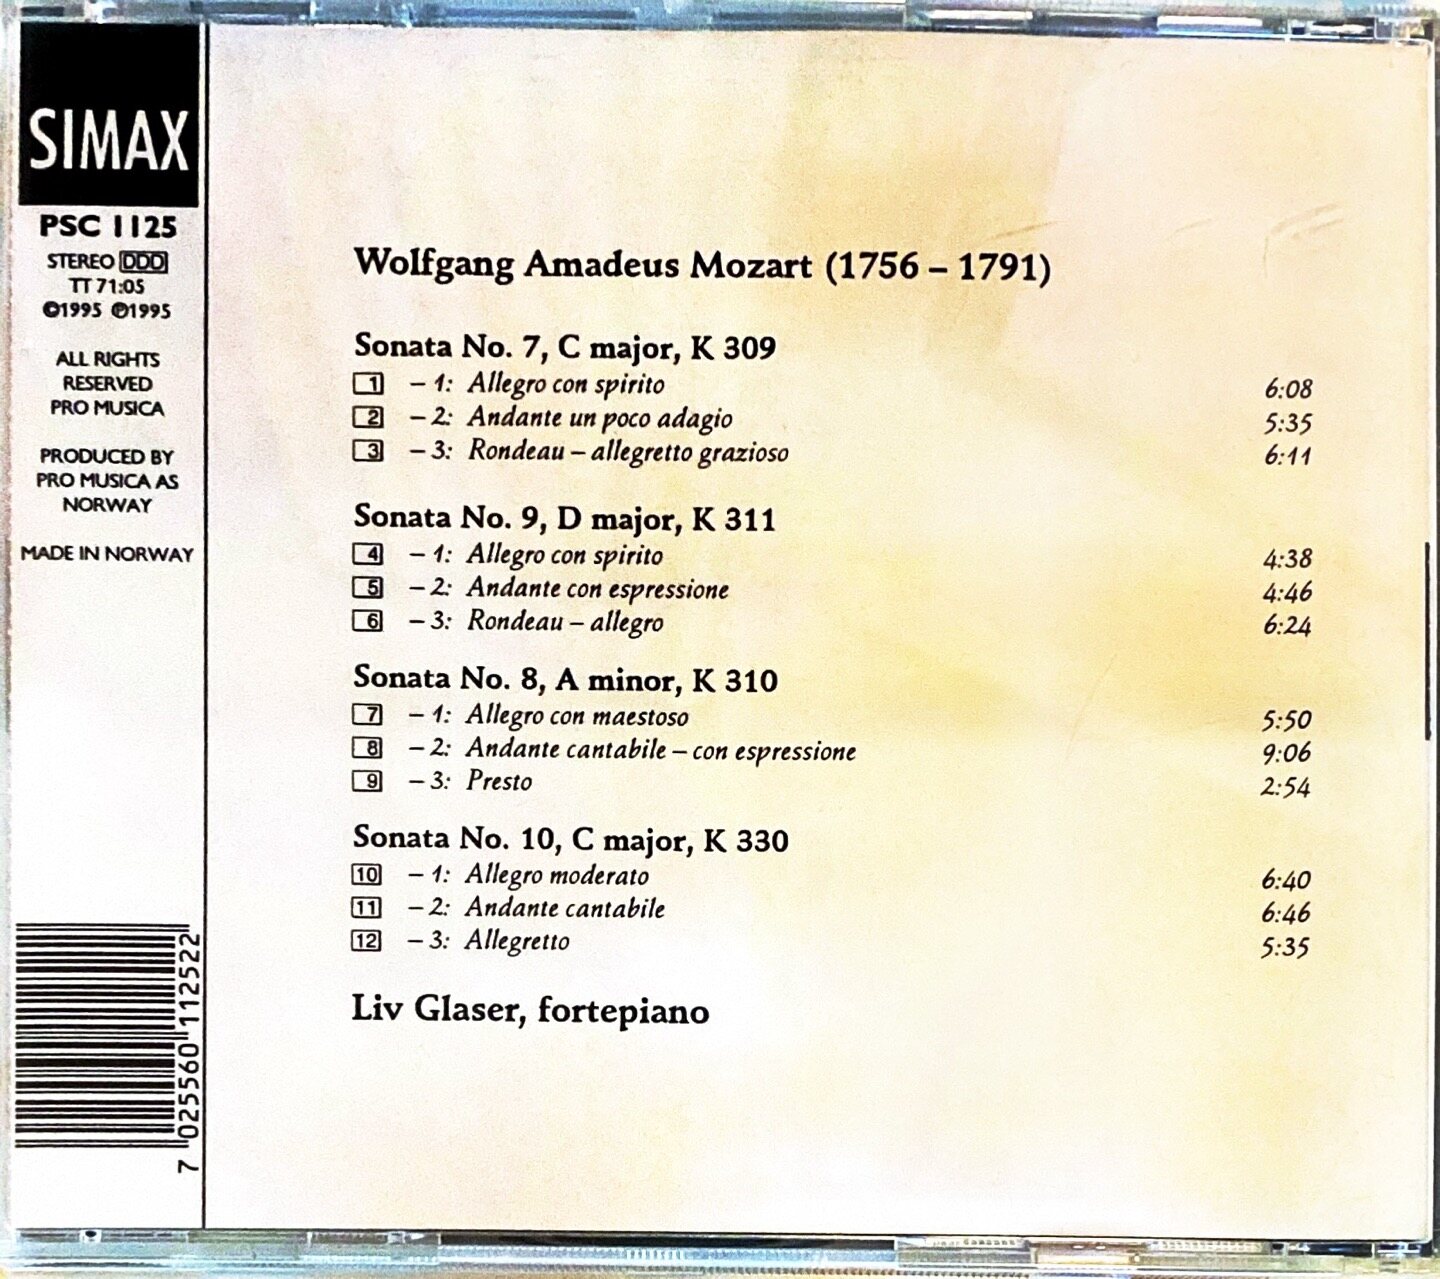 SIMAX
PSC 1125
STEREO DDD
TT 71:05
©1995 ℗1995
ALL RIGHTS
RESERVED
PRO MUSICA
PRODUCED BY
PRO MUSICA AS
NORWAY
MADE IN NORWAY
7 025560 112522
Wolfgang Amadeus Mozart (1756 – 1791)
Sonata No. 7, C major, K 309
1 – 1: Allegro con spirito 6:08
2 – 2: Andante un poco adagio 5:35
3 – 3: Rondeau – allegretto grazioso 6:11
Sonata No. 9, D major, K 311
4 – 1: Allegro con spirito 4:38
5 – 2: Andante con espressione 4:46
6 – 3: Rondeau – allegro 6:24
Sonata No. 8, A minor, K 310
7 – 1: Allegro con maestoso 5:50
8 – 2: Andante cantabile – con espressione 9:06
9 – 3: Presto 2:54
Sonata No. 10, C major, K 330
10 – 1: Allegro moderato 6:40
11 – 2: Andante cantabile 6:46
12 – 3: Allegretto 5:35
Liv Glaser, fortepiano